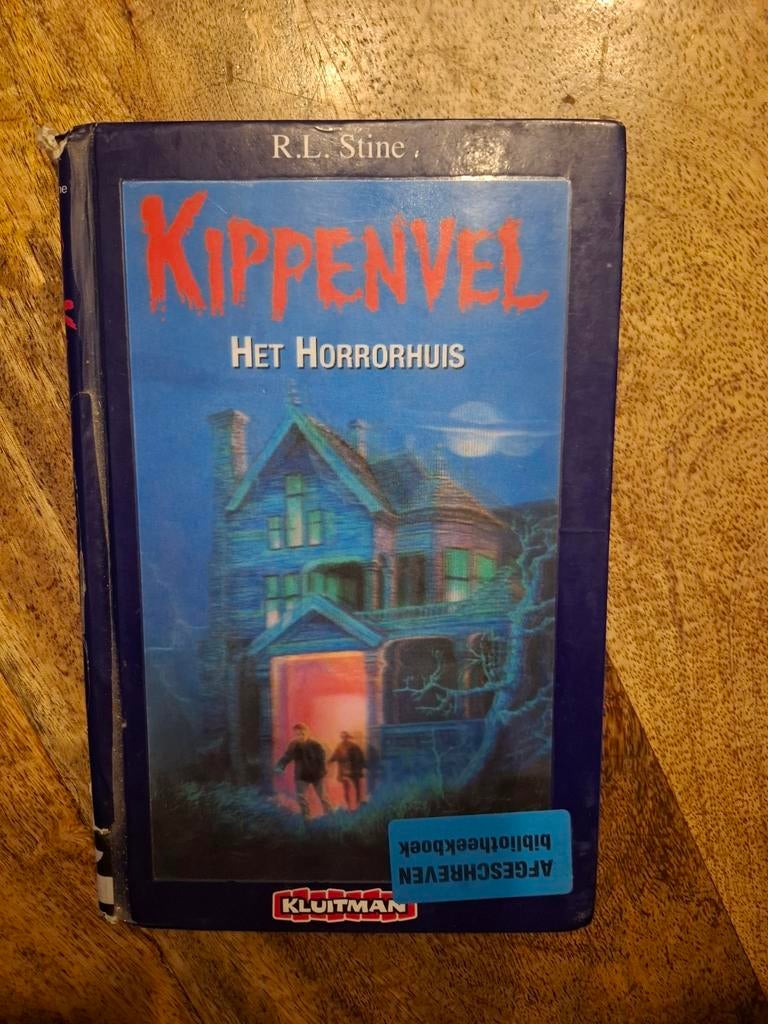 R.L. Stine
KIPPENVEL
HET HORRORHUIS
AFGESCHREVEN
bibliotheekboek
KLUITMAN